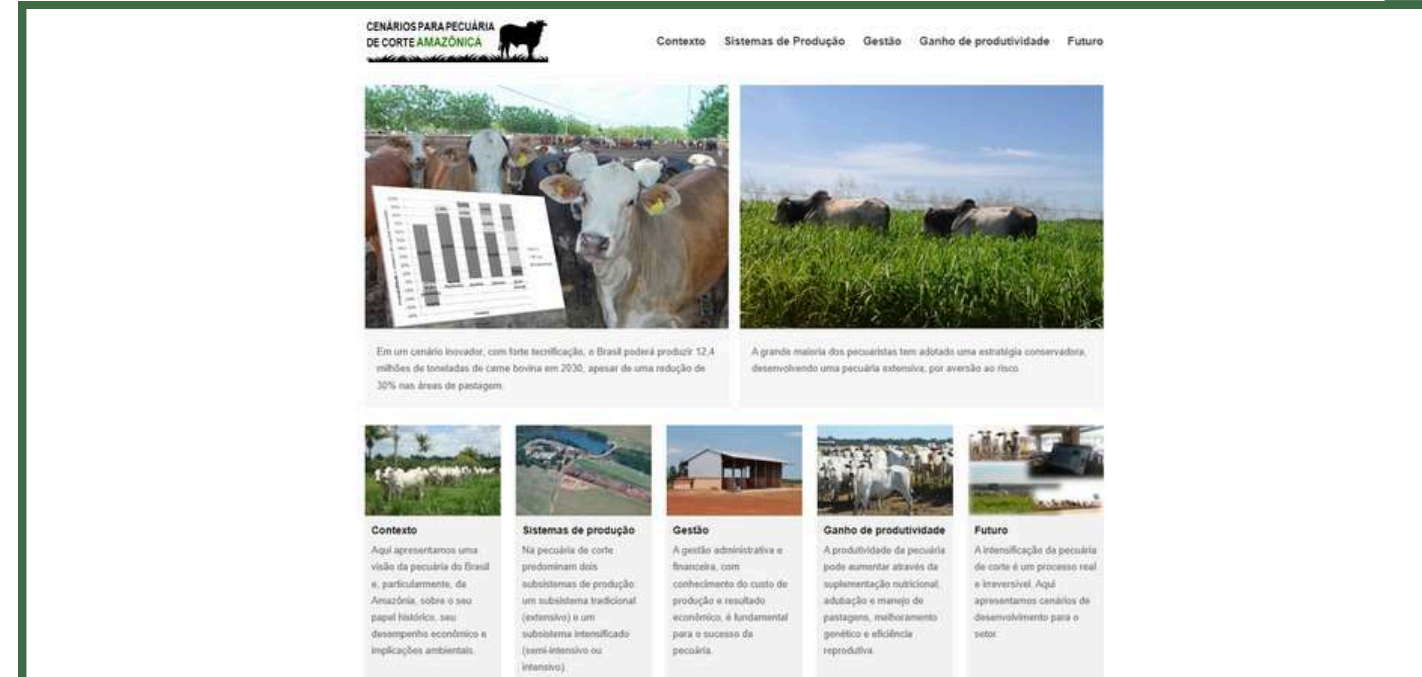 CENÁRIOS PARA PECUÁRIA
DE CORTE AMAZÔNICA
Contexto Sistemas de Produção Gestão Ganho de produtividade Futuro
Em um cenário inovador, com forte tecnificação, o Brasil poderá produzir 12,4
milhões de toneladas de carne bovina em 2030, apesar de uma redução de
30% nas áreas de pastagem.
A grande maioria dos pecuaristas tem adotado uma estratégia conservadora,
desenvolvendo uma pecuária extensiva, por aversão ao risco
Contexto
Aqui apresentamos uma
visão da pecuária do Brasil
e, particularmente, da
Amazônia, sobre o seu
papel histórico, seu
desempenho econômico e
implicações ambientais.
Sistemas de produção
Na pecuária de corte
predominam dois
subsistemas de produção:
um subsistema tradicional
(extensivo) e um
subsistema intensificado
(semi-intensivo ou
intensivo).
Gestão
A gestão administrativa e
financeira, com
conhecimento do custo de
produção e resultado
econômico, é fundamental
para o sucesso da
pecuária.
Ganho de produtividade
A produtividade da pecuária
pode aumentar através da
suplementação nutricional,
adubação e manejo de
pastagens, melhoramento
genético e eficiência
reprodutiva.
Futuro
A intensificação da pecuária
de corte é um processo real
e irreversível. Aqui
apresentamos cenários de
desenvolvimento para o
setor.